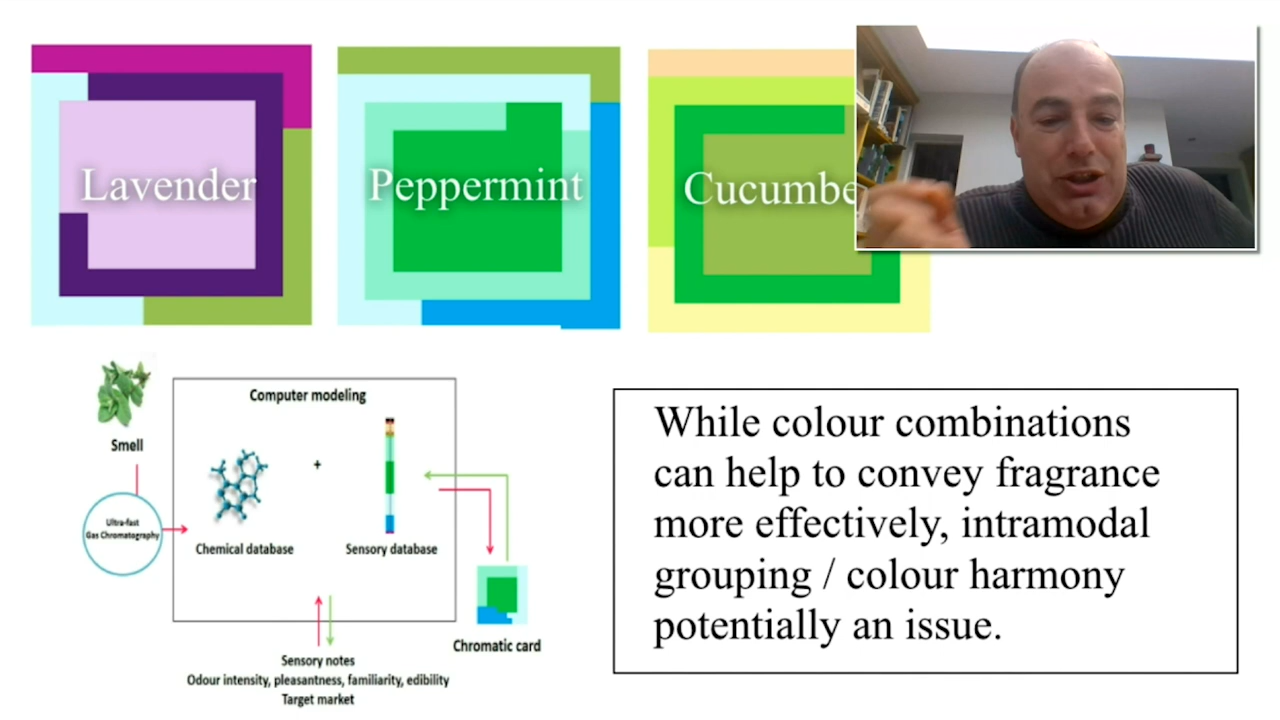 Lavender
Peppermint
Cucumbe
Computer modeling
Smell
+
Ultra-fast
Gas Chromatography
Chemical database
Sensory database
Chromatic card
Sensory notes
Odour intensity, pleasantness, familiarity, edibility
Target market
While colour combinations
can help to convey fragrance
more effectively, intramodal
grouping / colour harmony
potentially an issue.